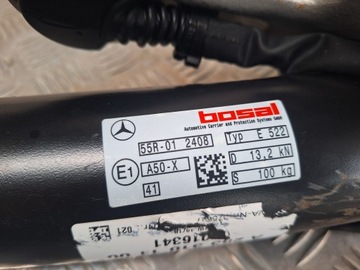 bosal
Automotive Carrier and Protection Systems GmbH
55R-01 2408 Typ E 522
E1 A50-X D 13,2 kN
41 S 100 kg